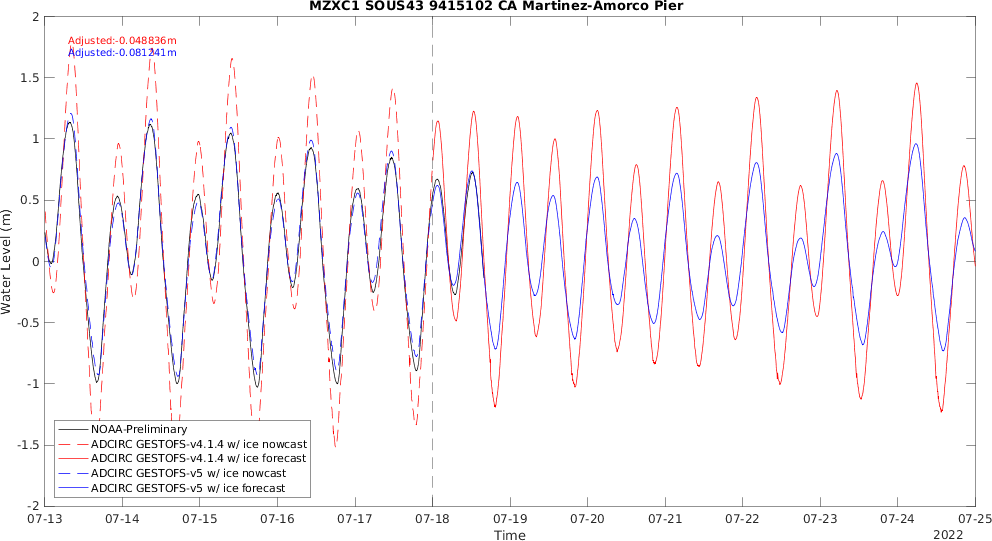 MZXC1 SOUS43 9415102 CA Martinez-Amorco Pier
Adjusted:-0.048836m
Adjusted:-0.081241m
Water Level (m)
2
1.5
1
0.5
0
-0.5
-1
-1.5
-2
NOAA-Preliminary
ADCIRC GESTOFS-v4.1.4 w/ ice nowcast
ADCIRC GESTOFS-v4.1.4 w/ ice forecast
ADCIRC GESTOFS-v5 w/ ice nowcast
ADCIRC GESTOFS-v5 w/ ice forecast
07-13 07-14 07-15 07-16 07-17 07-18 07-19 07-20 07-21 07-22 07-23 07-24 07-25
Time
2022